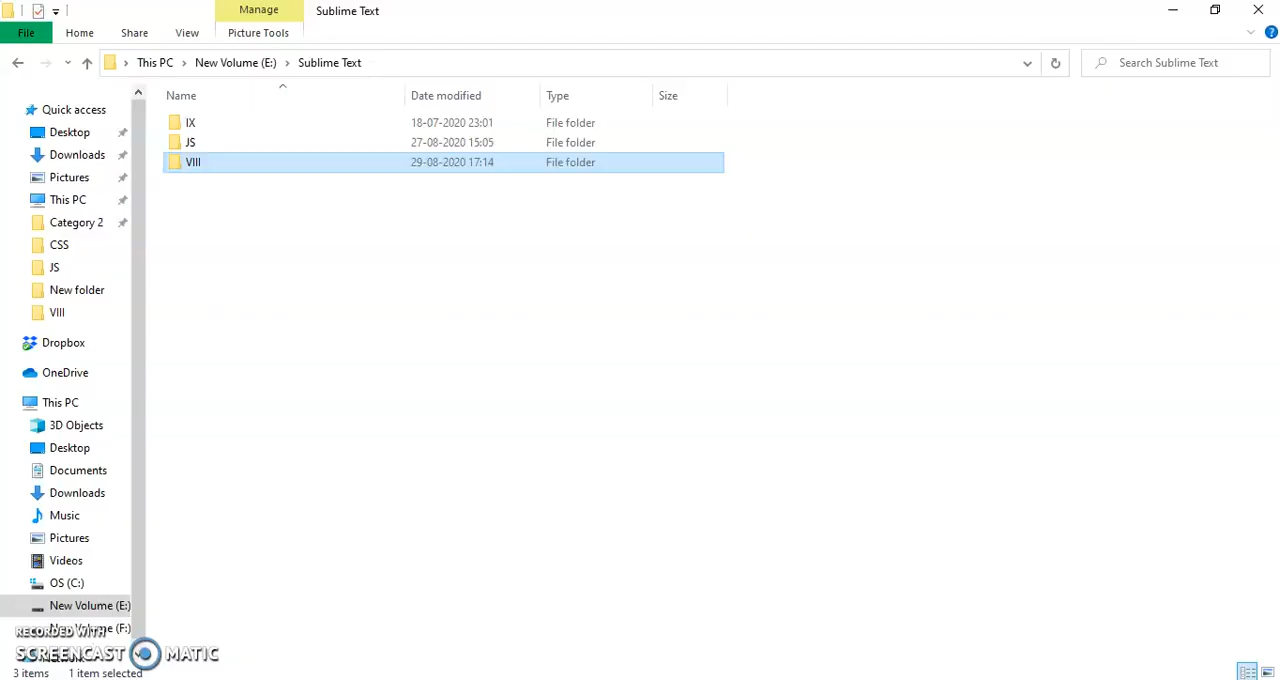 Manage
Sublime Text
File
Home
Share
View
Picture Tools
This PC
New Volume (E:)
Sublime Text
Search Sublime Text
Name
Date modified
Type
Size
IX
18-07-2020 23:01
File folder
JS
27-08-2020 15:05
File folder
VIII
29-08-2020 17:14
File folder
Quick access
Desktop
Downloads
Pictures
This PC
Category 2
CSS
JS
New folder
VIII
Dropbox
OneDrive
This PC
3D Objects
Desktop
Documents
Downloads
Music
Pictures
Videos
OS (C:)
New Volume (E:)
New Volume (F:)
RECORDED WITH
SCREENCAST MATIC
Network
3 items
1 item selected